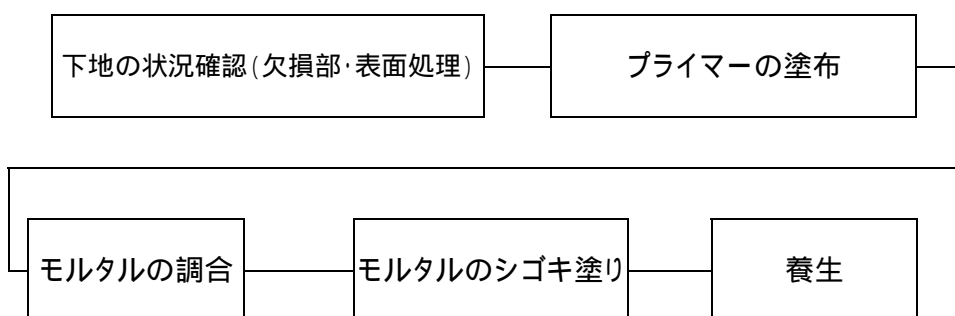 下地の状況確認(欠損部･表面処理)
プライマーの塗布
モルタルの調合
モルタルのシゴキ塗り
養生